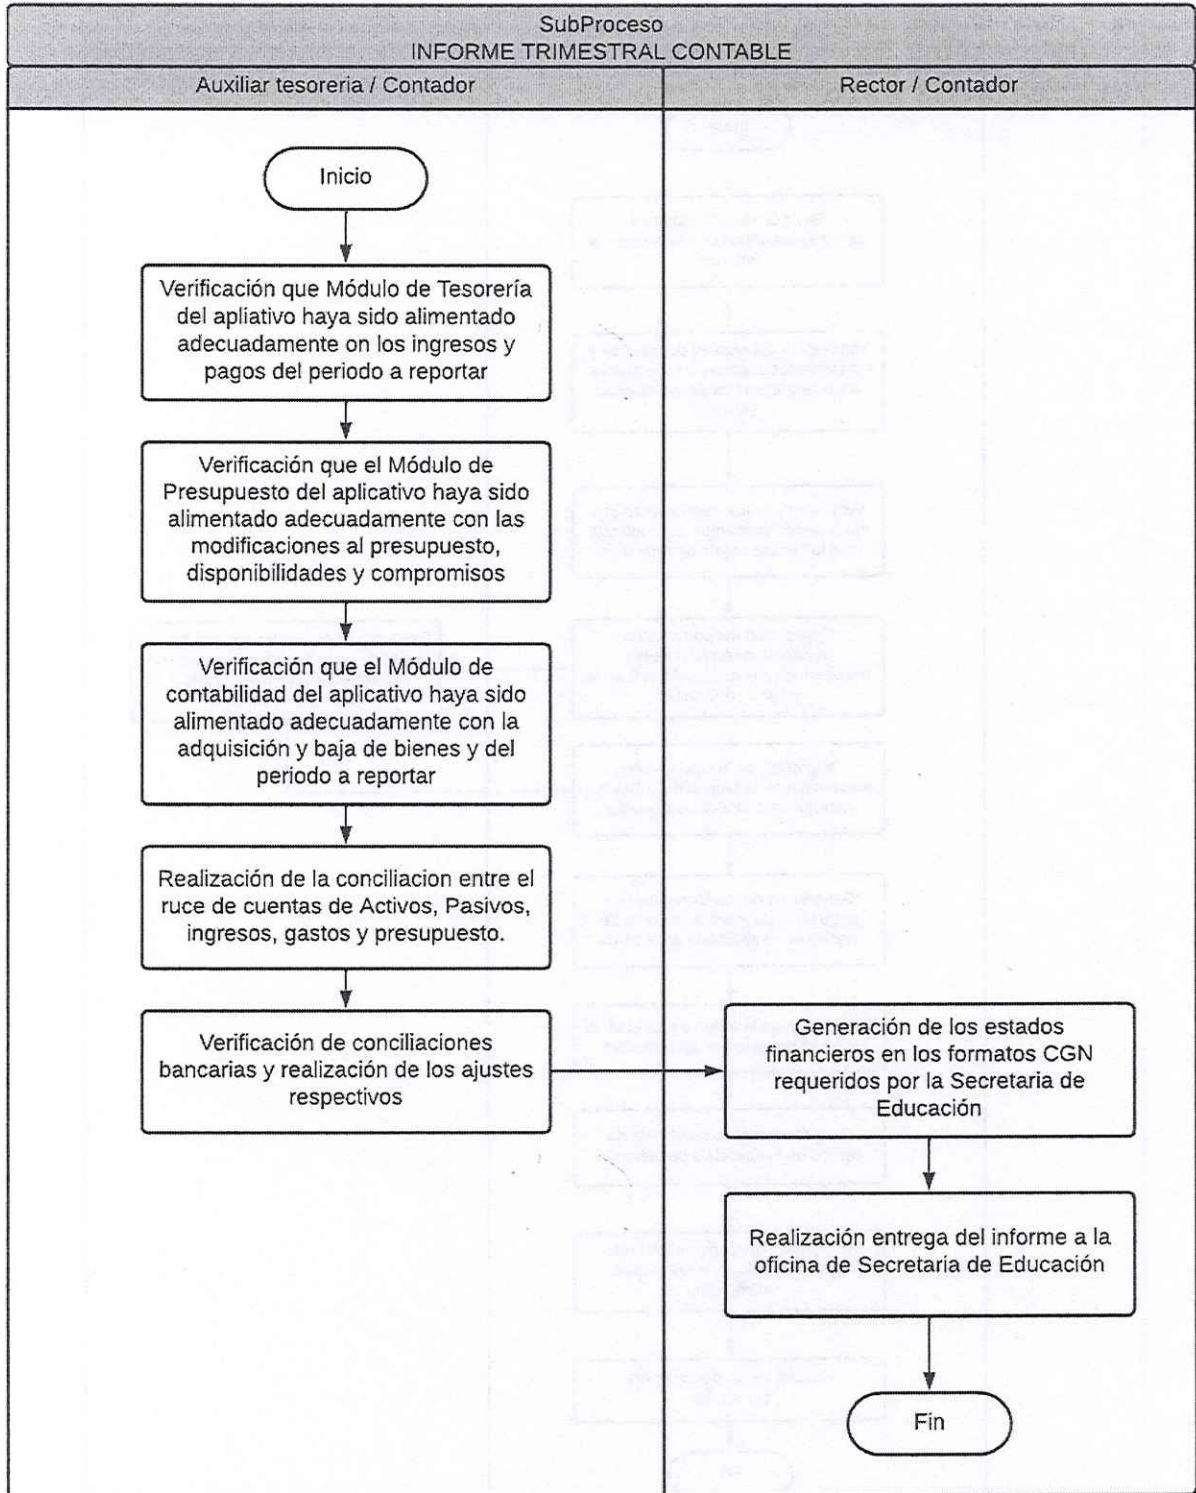 SubProceso
INFORME TRIMESTRAL CONTABLE
Auxiliar tesoreria / Contador
Rector / Contador
Inicio
Verificación que Módulo de Tesorería
del apliativo haya sido alimentado
adecuadamente on los ingresos y
pagos del periodo a reportar
Verificación que el Módulo de
Presupuesto del aplicativo haya sido
alimentado adecuadamente con las
modificaciones al presupuesto,
disponibilidades y compromisos
Verificación que el Módulo de
contabilidad del aplicativo haya sido
alimentado adecuadamente con la
adquisición y baja de bienes y del
periodo a reportar
Realización de la conciliacion entre el
ruce de cuentas de Activos, Pasivos,
ingresos, gastos y presupuesto.
Verificación de conciliaciones
bancarias y realización de los ajustes
respectivos
Generación de los estados
financieros en los formatos CGN
requeridos por la Secretaria de
Educación
Realización entrega del informe a la
oficina de Secretaria de Educación
Fin